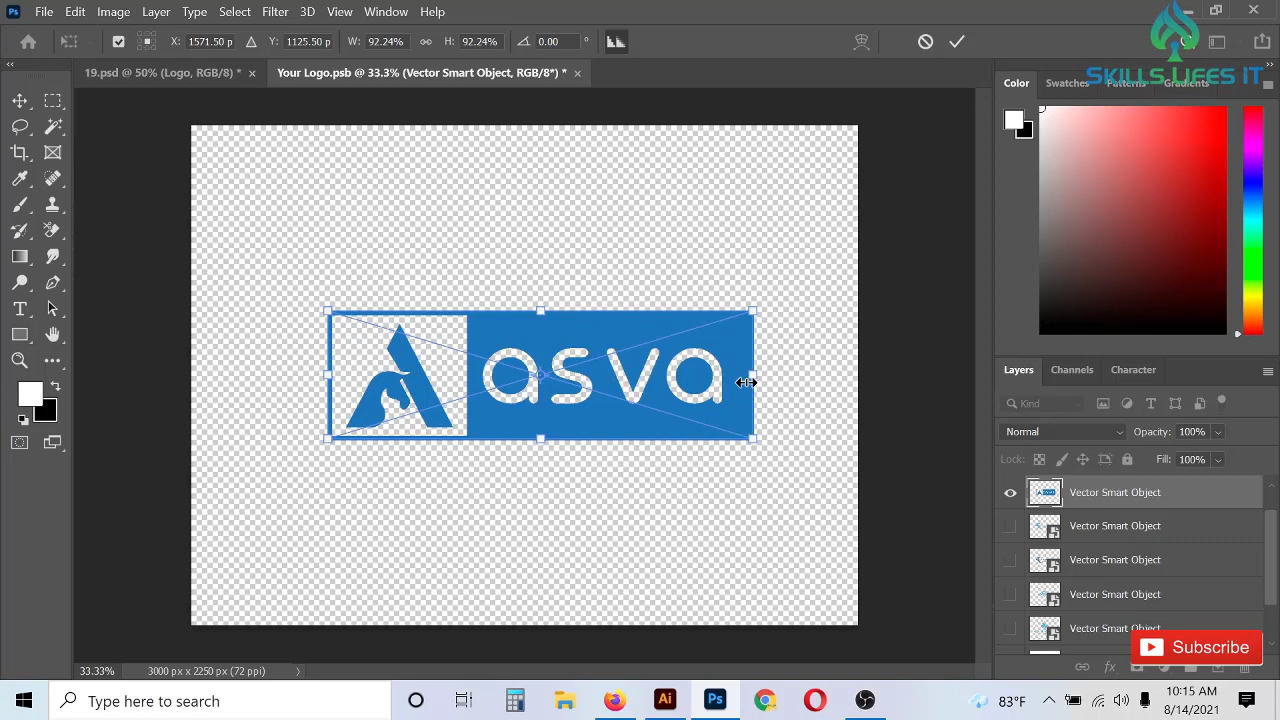 Ps File Edit Image Layer Type Select Filter 3D View Window Help
X: 1571.50 p Y: 1125.50 p W: 92.24% H: 92.24% 0.00
19.psd @ 50% (Logo, RGB/8) * × Your Logo.psb @ 33.3% (Vector Smart Object, RGB/8*) * ×
SKILLS LIFES IT
Color Swatches Patterns Gradients
asva
Layers Channels Character
Kind
Normal Opacity: 100%
Lock: Fill: 100%
Vector Smart Object
Vector Smart Object
Vector Smart Object
Vector Smart Object
Vector Smart Object
Subscribe
33.33% 3000 px x 2250 px (72 ppi)
Type here to search Ai Ps 83°F 10:15 AM
8/14/2021